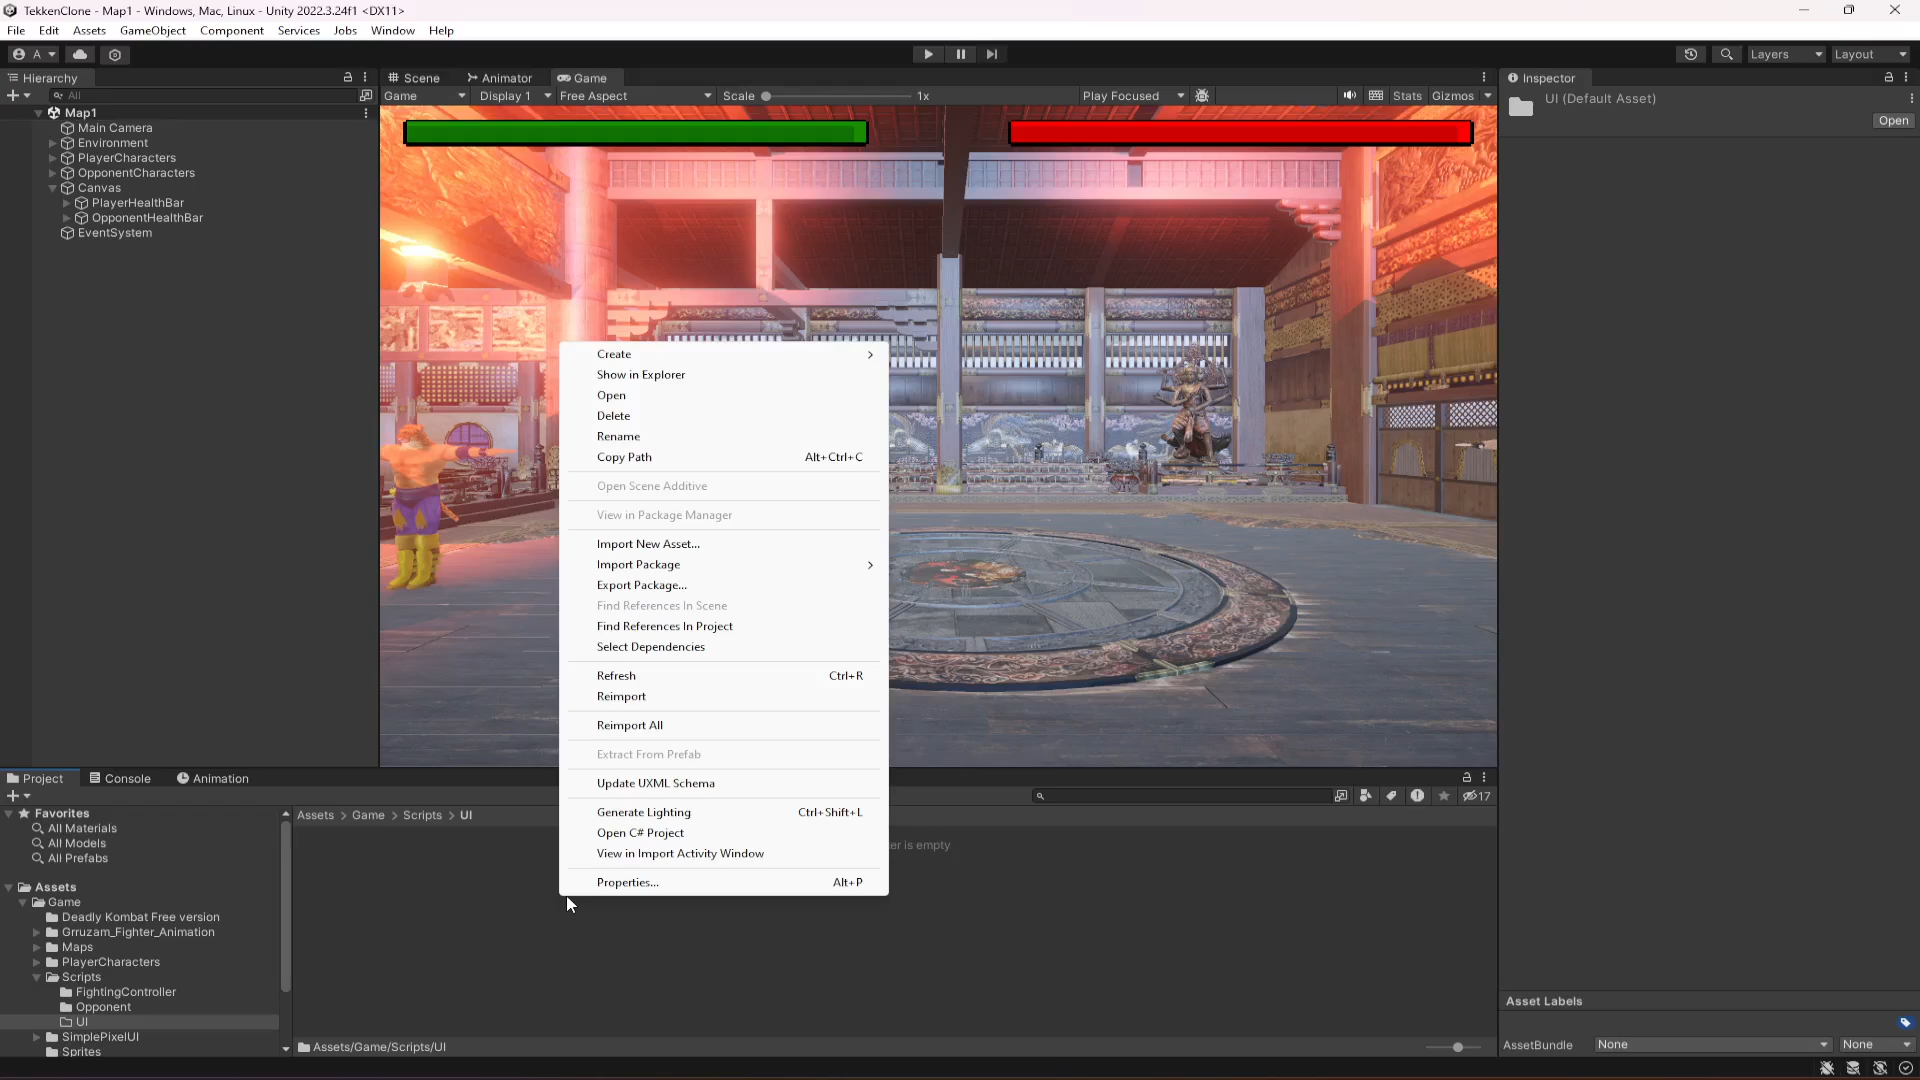 TekkenClone - Map1 - Windows, Mac, Linux - Unity 2022.3.24f1 <DX11>
File Edit Assets GameObject Component Services Jobs Window Help
A Layers Layout
Hierarchy
All
Map1
Main Camera
Environment
PlayerCharacters
OpponentCharacters
Canvas
PlayerHealthBar
OpponentHealthBar
EventSystem
Scene Animator Game
Game Display 1 Free Aspect Scale 1x Play Focused Stats Gizmos
Inspector
UI (Default Asset)
Open
Create
Show in Explorer
Open
Delete
Rename
Copy Path Alt+Ctrl+C
Open Scene Additive
View in Package Manager
Import New Asset...
Import Package
Export Package...
Find References In Scene
Find References In Project
Select Dependencies
Refresh Ctrl+R
Reimport
Reimport All
Extract From Prefab
Update UXML Schema
Generate Lighting Ctrl+Shift+L
Open C# Project
View in Import Activity Window
Properties... Alt+P
Project Console Animation
17
Favorites
All Materials
All Models
All Prefabs
Assets
Game
Deadly Kombat Free version
Grruzam_Fighter_Animation
Maps
PlayerCharacters
Scripts
FightingController
Opponent
UI
SimplePixelUI
Sprites
Assets > Game > Scripts > UI
er is empty
Assets/Game/Scripts/UI
Asset Labels
AssetBundle None None